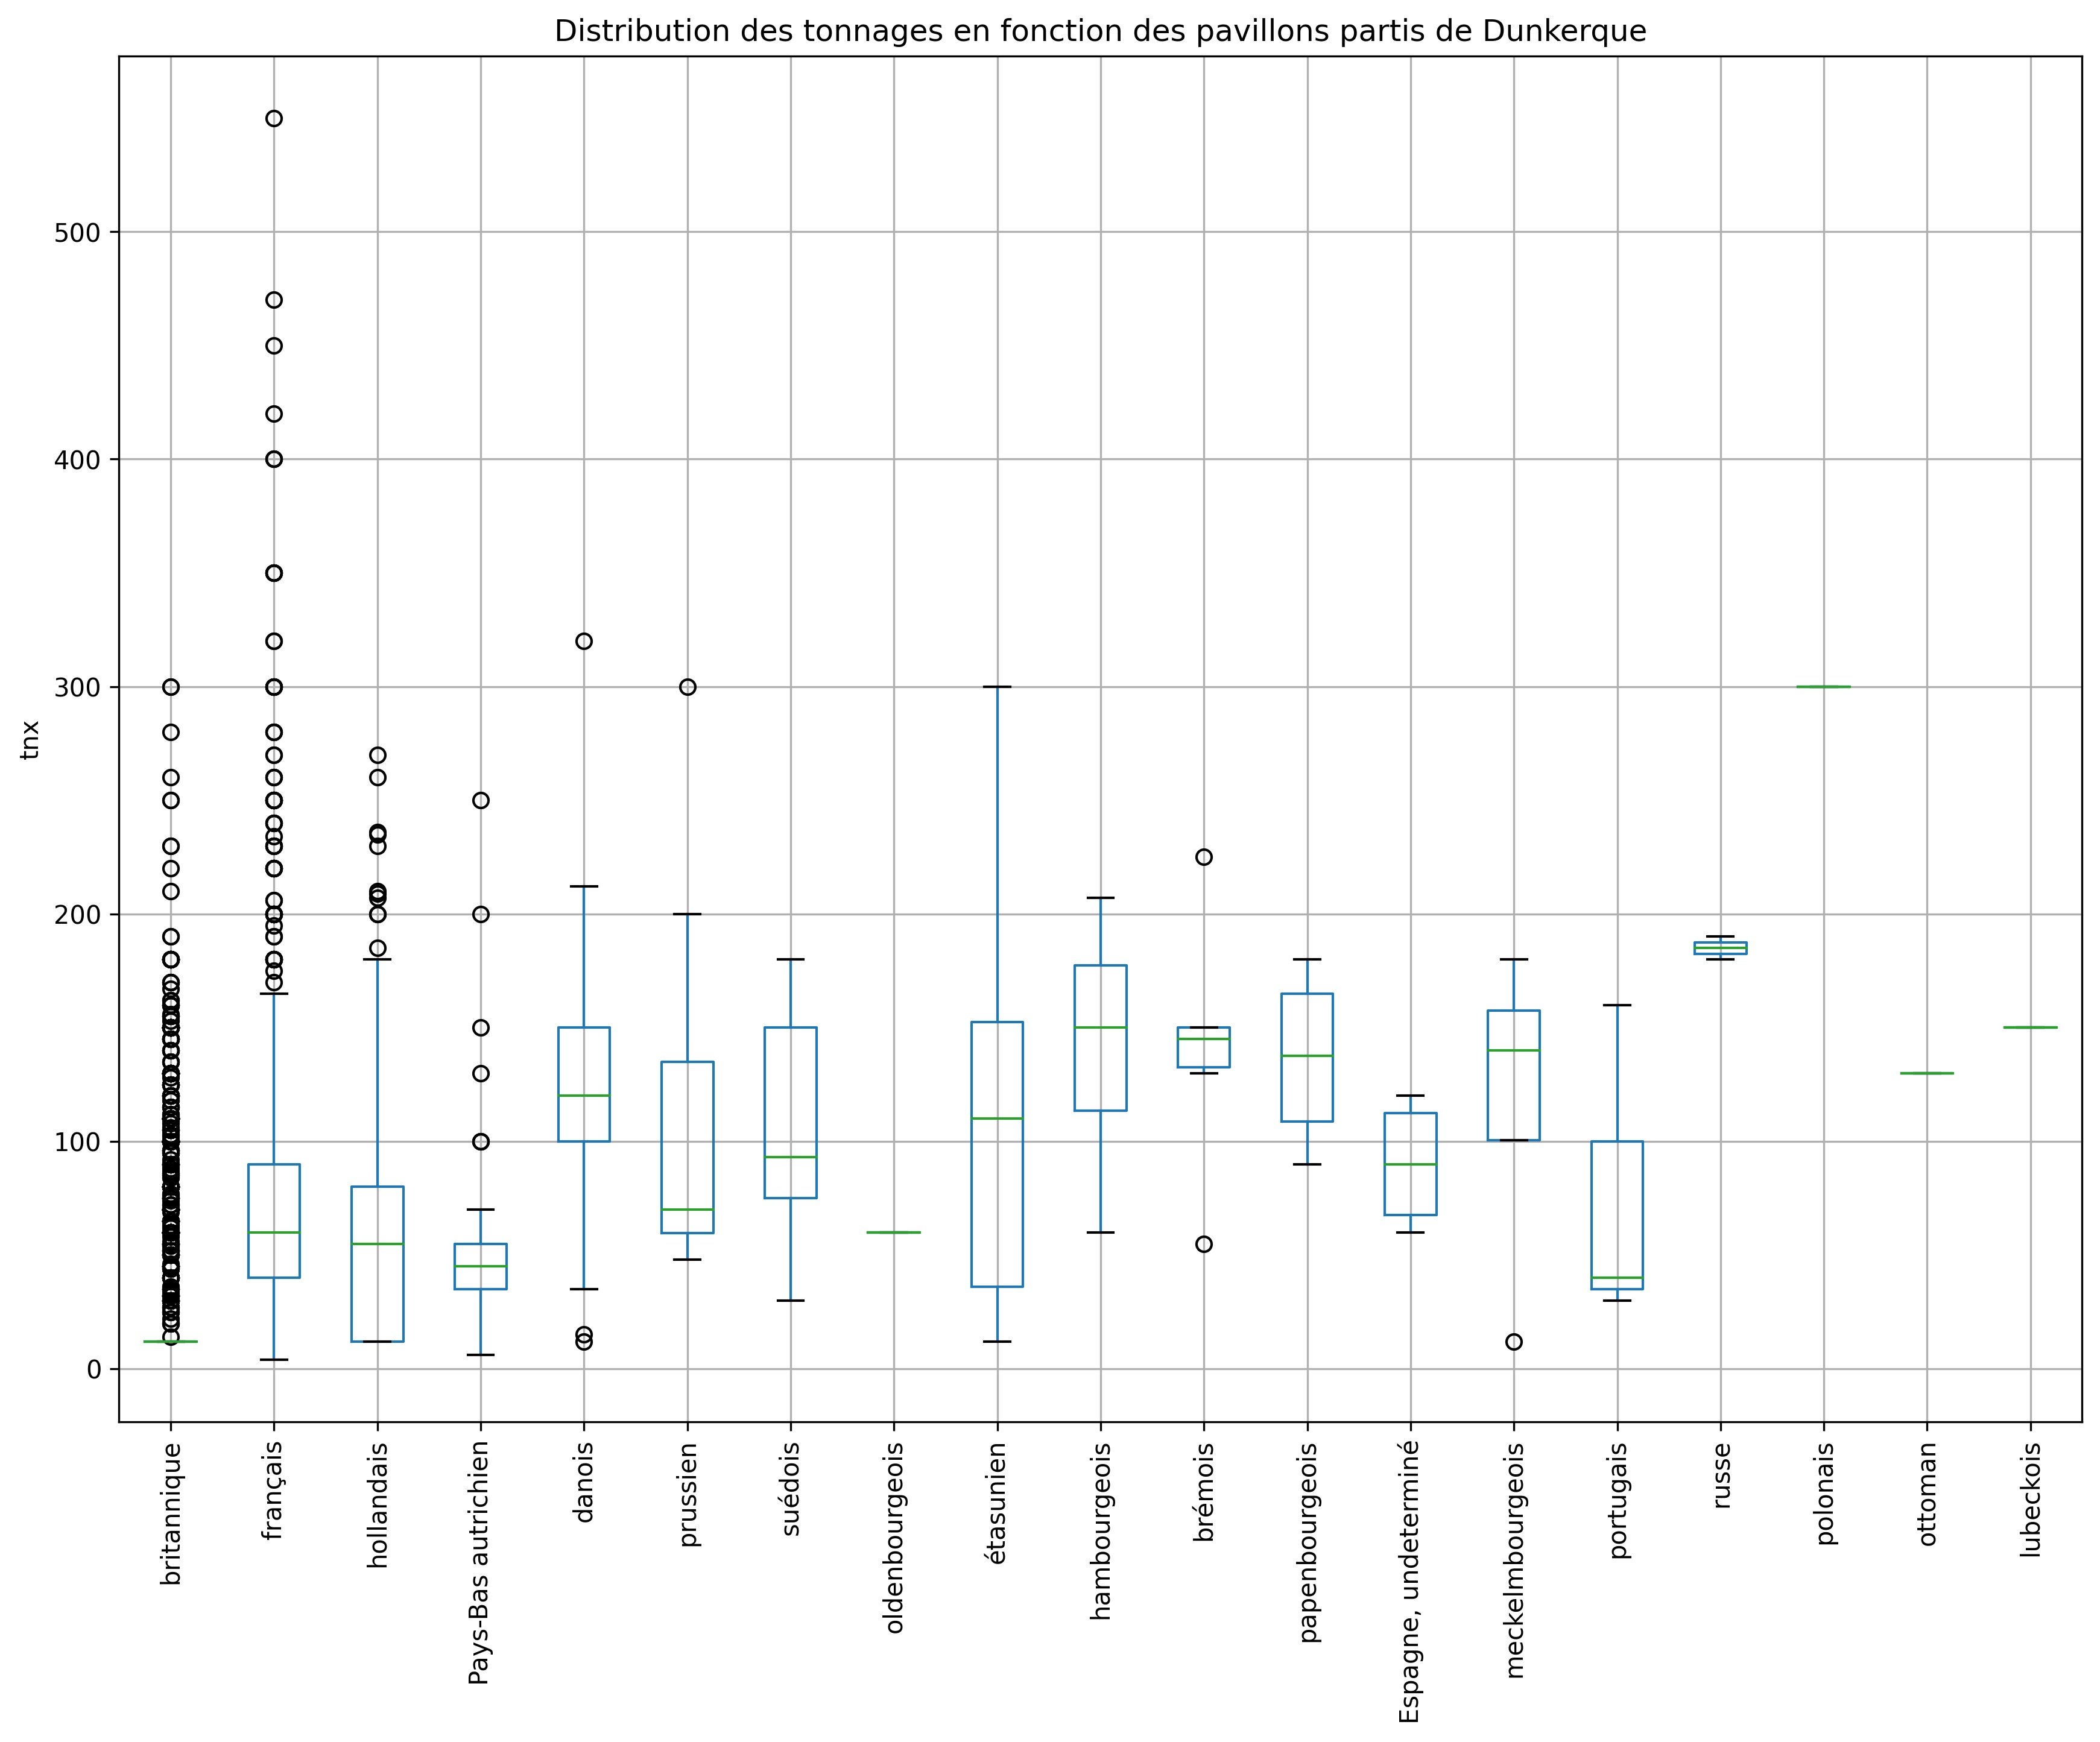 Distribution des tonnages en fonction des pavillons partis de Dunkerque
tnx
500
400
300
200
100
0
britannique
français
hollandais
Pays-Bas autrichien
danois
prussien
suédois
oldenbourgeois
étasunien
hambourgeois
brémois
papenbourgeois
Espagne, undeterminé
meckelmbourgeois
portugais
russe
polonais
ottoman
lubeckois